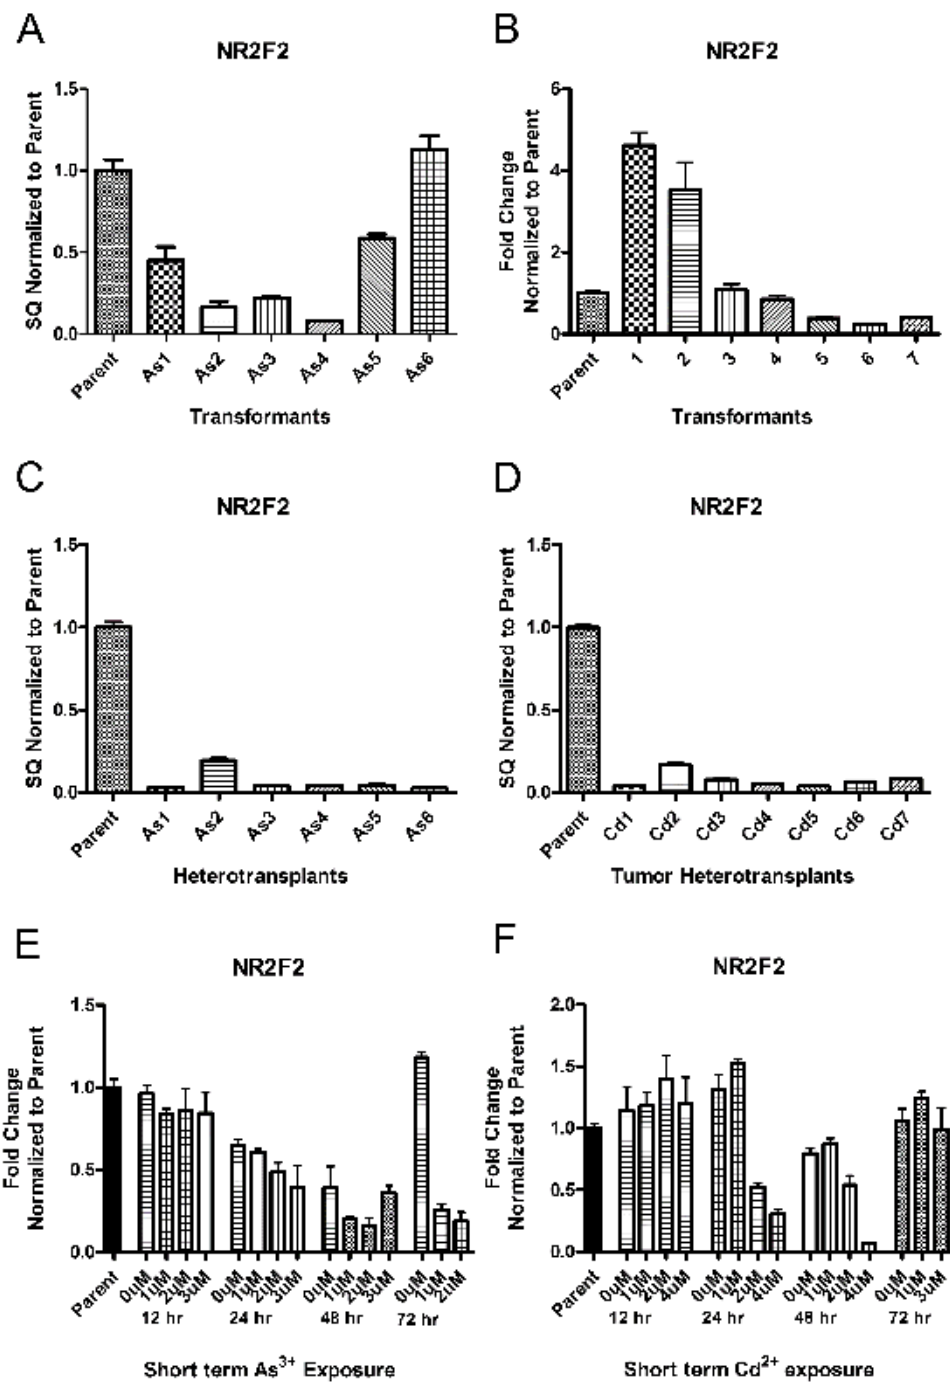 A
NR2F2
SQ Normalized to Parent
1.5
1.0
0.5
0.0
Parent As1 As2 As3 As4 As5 As6
Transformants
B
NR2F2
Fold Change
Normalized to Parent
6
4
2
0
Parent 1 2 3 4 5 6 7
Transformants
C
NR2F2
SQ Normalized to Parent
1.5
1.0
0.5
0.0
Parent As1 As2 As3 As4 As5 As6
Heterotransplants
D
NR2F2
SQ Normalized to Parent
1.5
1.0
0.5
0.0
Parent Cd1 Cd2 Cd3 Cd4 Cd5 Cd6 Cd7
Tumor Heterotransplants
E
NR2F2
Fold Change
Normalized to Parent
1.5
1.0
0.5
0.0
Parent 0uM 1uM 2uM 3uM 0uM 1uM 2uM 3uM 0uM 1uM 2uM 3uM 0uM 1uM 2uM
12 hr 24 hr 48 hr 72 hr
Short term As³⁺ Exposure
F
NR2F2
Fold Change
Normalized to Parent
2.0
1.5
1.0
0.5
0.0
Parent 0uM 1uM 2uM 4uM 0uM 1uM 2uM 4uM 0uM 1uM 2uM 4uM 0uM 1uM 3uM
12 hr 24 hr 48 hr 72 hr
Short term Cd²⁺ exposure